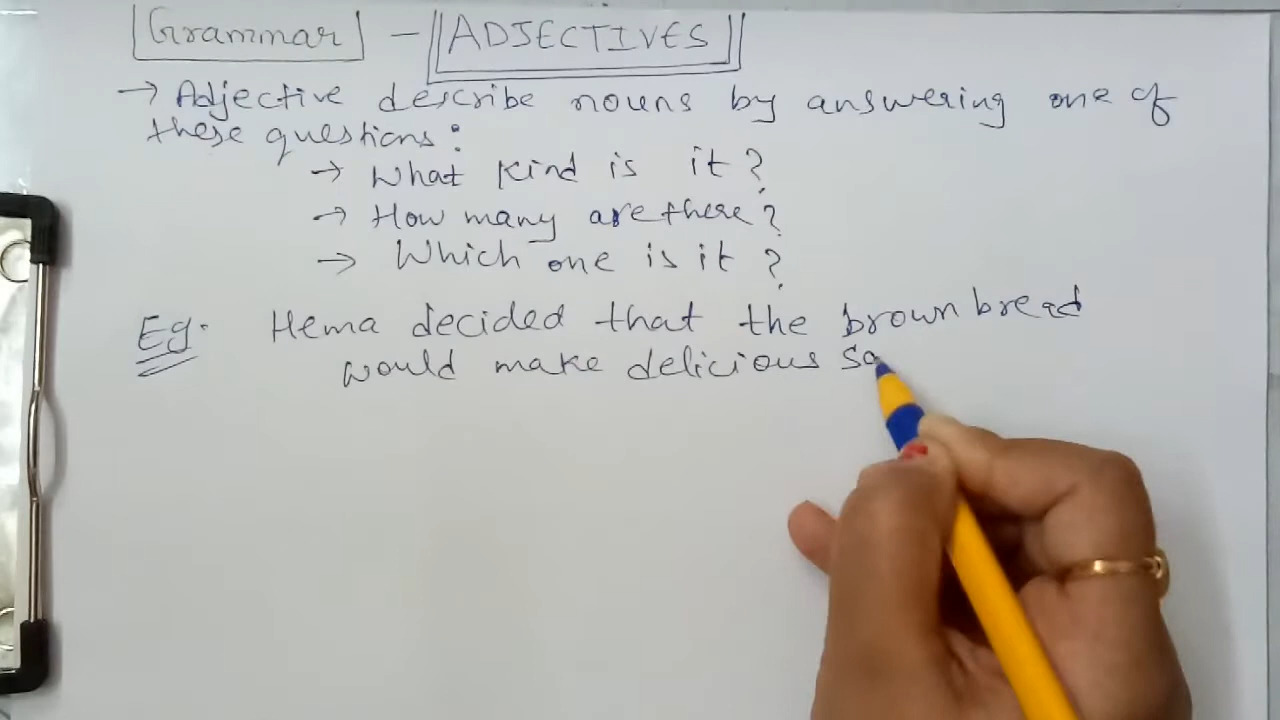 Grammar - ADJECTIVES
→ Adjective describe nouns by answering one of
these questions:
→ What kind is it?
→ How many are there?
→ Which one is it?
Eg. Hema decided that the brown bread
would make delicious sa